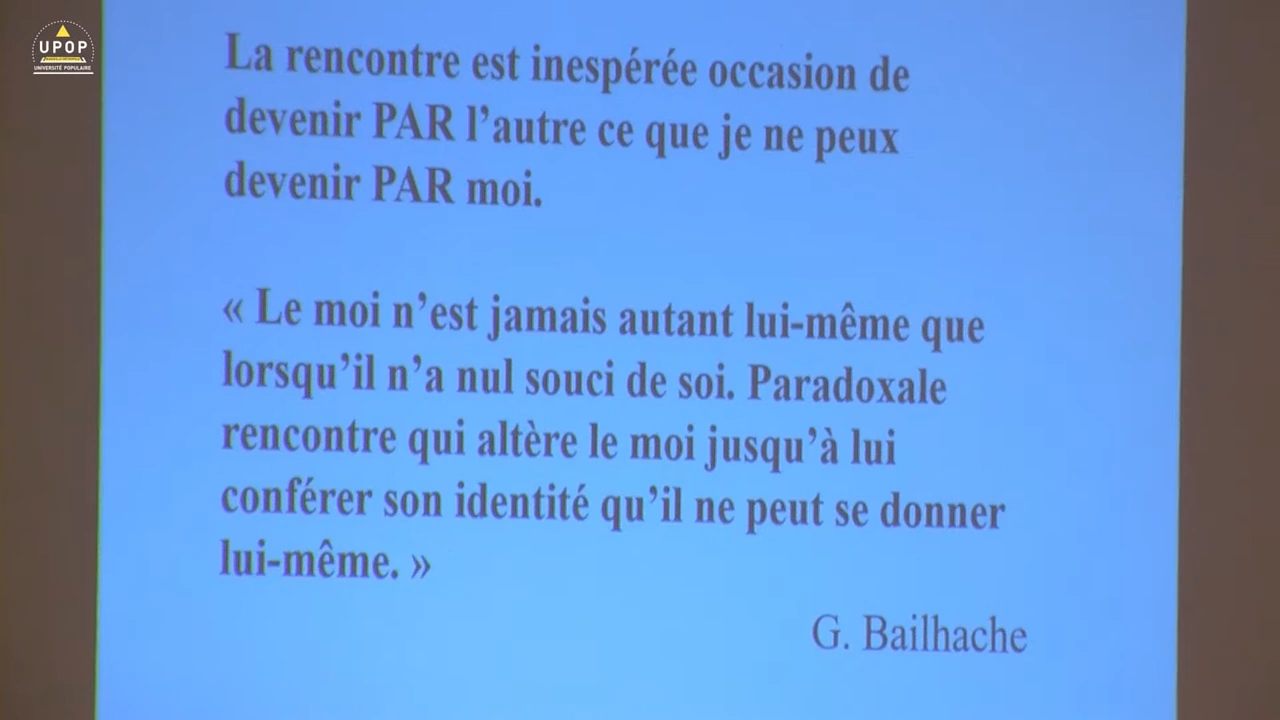 UPOP
UNIVERSITÉ POPULAIRE
La rencontre est inespérée occasion de
devenir PAR l’autre ce que je ne peux
devenir PAR moi.
« Le moi n’est jamais autant lui-même que
lorsqu’il n’a nul souci de soi. Paradoxale
rencontre qui altère le moi jusqu’à lui
conférer son identité qu’il ne peut se donner
lui-même. »
G. Bailhache